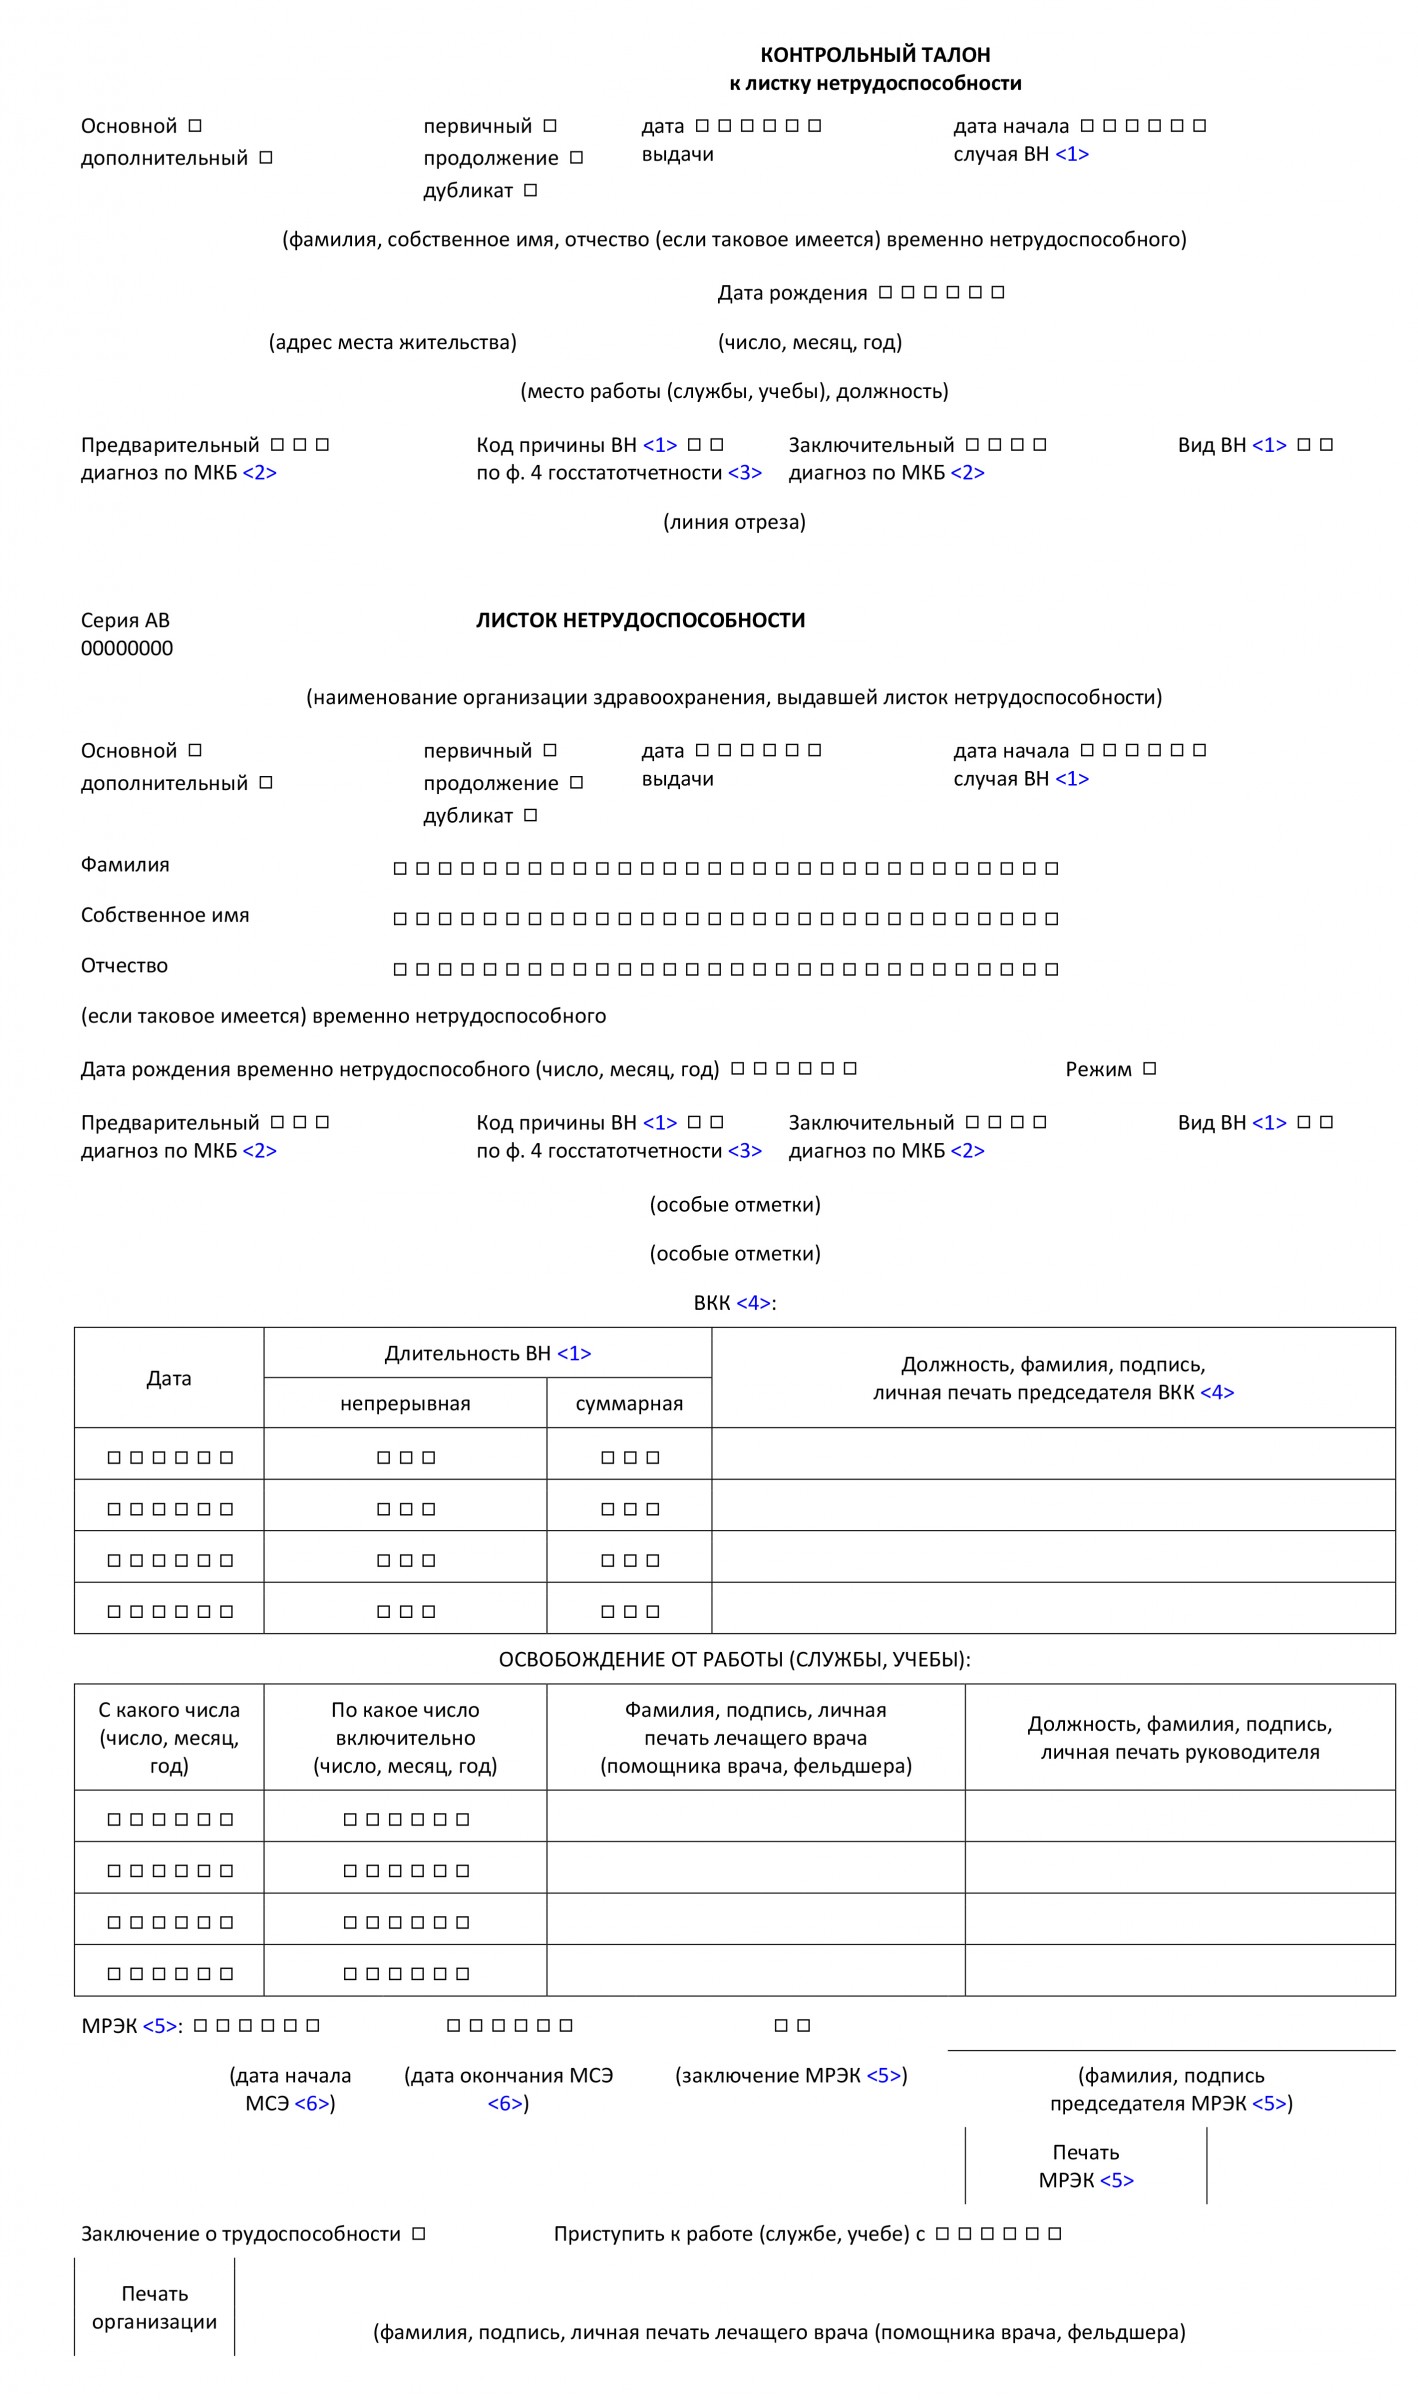 КОНТРОЛЬНЫЙ ТАЛОН
к листку нетрудоспособности
Основной □ первичный □ дата □ □ □ □ □ □ дата начала □ □ □ □ □ □
дополнительный □ продолжение □ выдачи случая ВН <1>
дубликат □
(фамилия, собственное имя, отчество (если таковое имеется) временно нетрудоспособного)
Дата рождения □ □ □ □ □ □
(адрес места жительства) (число, месяц, год)
(место работы (службы, учебы), должность)
Предварительный □ □ □ Код причины ВН <1> □ □ Заключительный □ □ □ □ Вид ВН <1> □ □
диагноз по МКБ <2> по ф. 4 госстатотчетности <3> диагноз по МКБ <2>
(линия отреза)
Серия АВ ЛИСТОК НЕТРУДОСПОСОБНОСТИ
00000000
(наименование организации здравоохранения, выдавшей листок нетрудоспособности)
Основной □ первичный □ дата □ □ □ □ □ □ дата начала □ □ □ □ □ □
дополнительный □ продолжение □ выдачи случая ВН <1>
дубликат □
Фамилия □ □ □ □ □ □ □ □ □ □ □ □ □ □ □ □ □ □ □ □ □ □ □ □ □ □ □ □ □ □
Собственное имя □ □ □ □ □ □ □ □ □ □ □ □ □ □ □ □ □ □ □ □ □ □ □ □ □ □ □ □ □ □
Отчество □ □ □ □ □ □ □ □ □ □ □ □ □ □ □ □ □ □ □ □ □ □ □ □ □ □ □ □ □ □
(если таковое имеется) временно нетрудоспособного
Дата рождения временно нетрудоспособного (число, месяц, год) □ □ □ □ □ □ Режим □
Предварительный □ □ □ Код причины ВН <1> □ □ Заключительный □ □ □ □ Вид ВН <1> □ □
диагноз по МКБ <2> по ф. 4 госстатотчетности <3> диагноз по МКБ <2>
(особые отметки)
(особые отметки)
ВКК <4>:
Дата Длительность ВН <1> Должность, фамилия, подпись,
личная печать председателя ВКК <4>
непрерывная суммарная
□ □ □ □ □ □ □ □ □ □ □ □
□ □ □ □ □ □ □ □ □ □ □ □
□ □ □ □ □ □ □ □ □ □ □ □
□ □ □ □ □ □ □ □ □ □ □ □
ОСВОБОЖДЕНИЕ ОТ РАБОТЫ (СЛУЖБЫ, УЧЕБЫ):
С какого числа По какое число Фамилия, подпись, личная Должность, фамилия, подпись,
(число, месяц, включительно печать лечащего врача личная печать руководителя
год) (число, месяц, год) (помощника врача, фельдшера)
□ □ □ □ □ □ □ □ □ □ □ □
□ □ □ □ □ □ □ □ □ □ □ □
□ □ □ □ □ □ □ □ □ □ □ □
□ □ □ □ □ □ □ □ □ □ □ □
МРЭК <5>: □ □ □ □ □ □ □ □ □ □ □ □ □ □
(дата начала (дата окончания МСЭ (заключение МРЭК <5>) (фамилия, подпись
МСЭ <6>) <6>) председателя МРЭК <5>)
Печать
МРЭК <5>
Заключение о трудоспособности □ Приступить к работе (службе, учебе) с □ □ □ □ □ □
Печать
организации
(фамилия, подпись, личная печать лечащего врача (помощника врача, фельдшера)